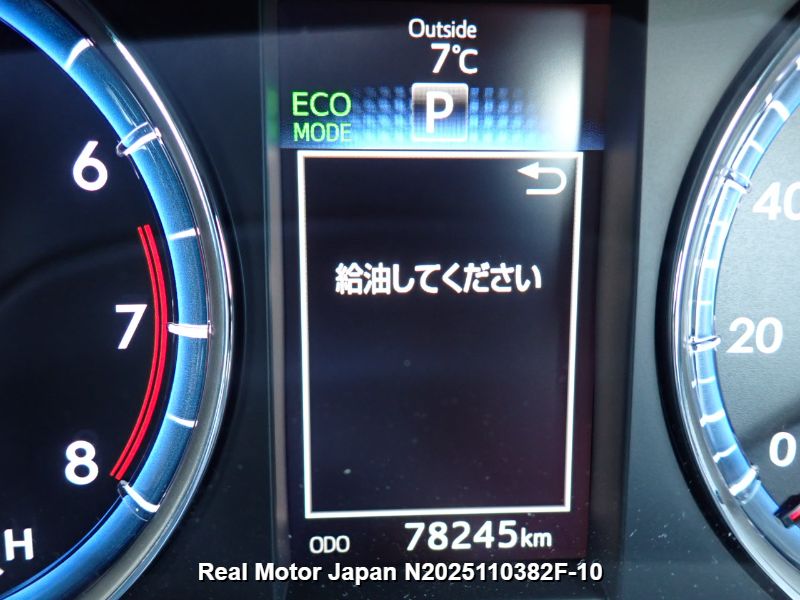 Outside
7°C
ECO
MODE
P
給油してください
6
7
8
H
40
20
0
ODO 78245km
Real Motor Japan N2025110382F-10